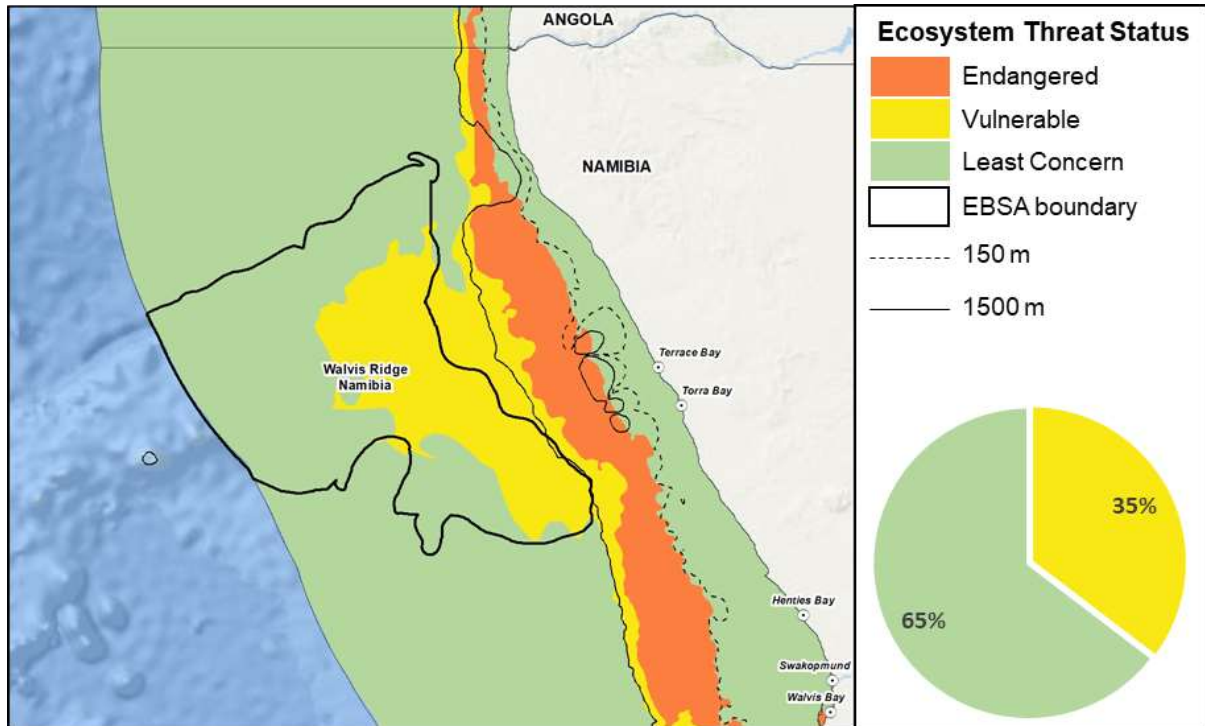 ANGOLA
NAMIBIA
Terrace Bay
Torra Bay
Walvis Ridge
Namibia
Henties Bay
Swakopmund
Walvis Bay
Ecosystem Threat Status
Endangered
Vulnerable
Least Concern
EBSA boundary
150 m
1500 m
35%
65%